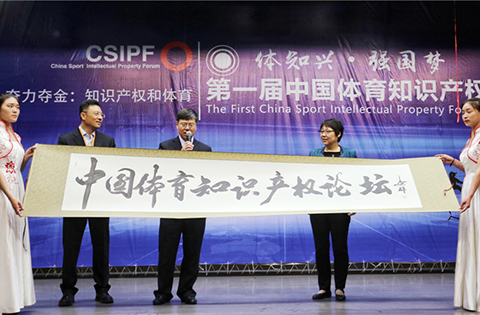 CSIPF
China Sport Intellectual Property Forum
体知兴·强国梦
奋力夺金：知识产权和体育
第一届中国体育知识产权
The First China Sport Intellectual Property Fo
中国体育知识产权论坛